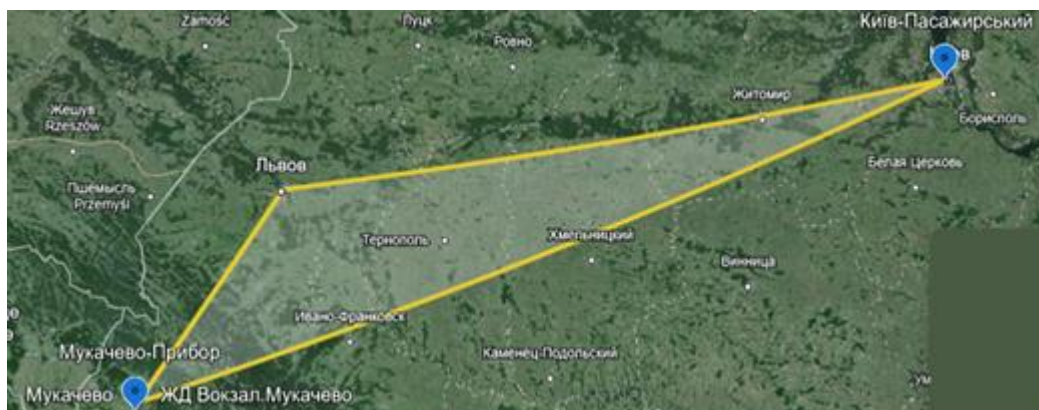 Zamość
Луцк
Київ-Пасажирський
Ровно
Жешув
Rzeszów
Житомир
Борисполь
Львов
Белая Церковь
Пшемысль
Przemyśl
Тернополь
Хмельницкий
Винница
Ивано-Франковск
Мукачево-Прибор
Каменец-Подольский
Мукачево
ЖД Вокзал.Мукачево